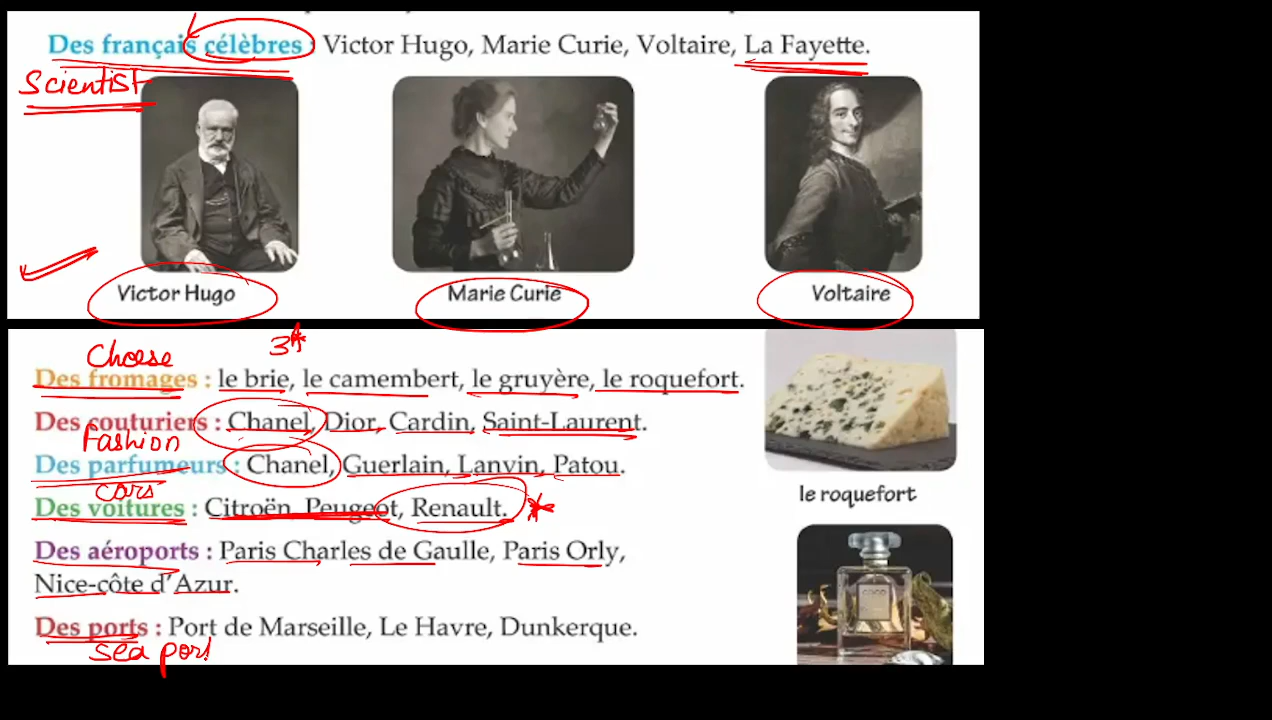 Des français célèbres : Victor Hugo, Marie Curie, Voltaire, La Fayette.
Scientist
Victor Hugo
Marie Curie
Voltaire
3
Cheese
Des fromages : le brie, le camembert, le gruyère, le roquefort.
Des couturiers : Chanel, Dior, Cardin, Saint-Laurent.
Fashion
Des parfumeurs : Chanel, Guerlain, Lanvin, Patou.
cars
Des voitures : Citroën, Peugeot, Renault.
Des aéroports : Paris Charles de Gaulle, Paris Orly,
Nice-côte d'Azur.
Des ports : Port de Marseille, Le Havre, Dunkerque.
sea port
le roquefort
COCO